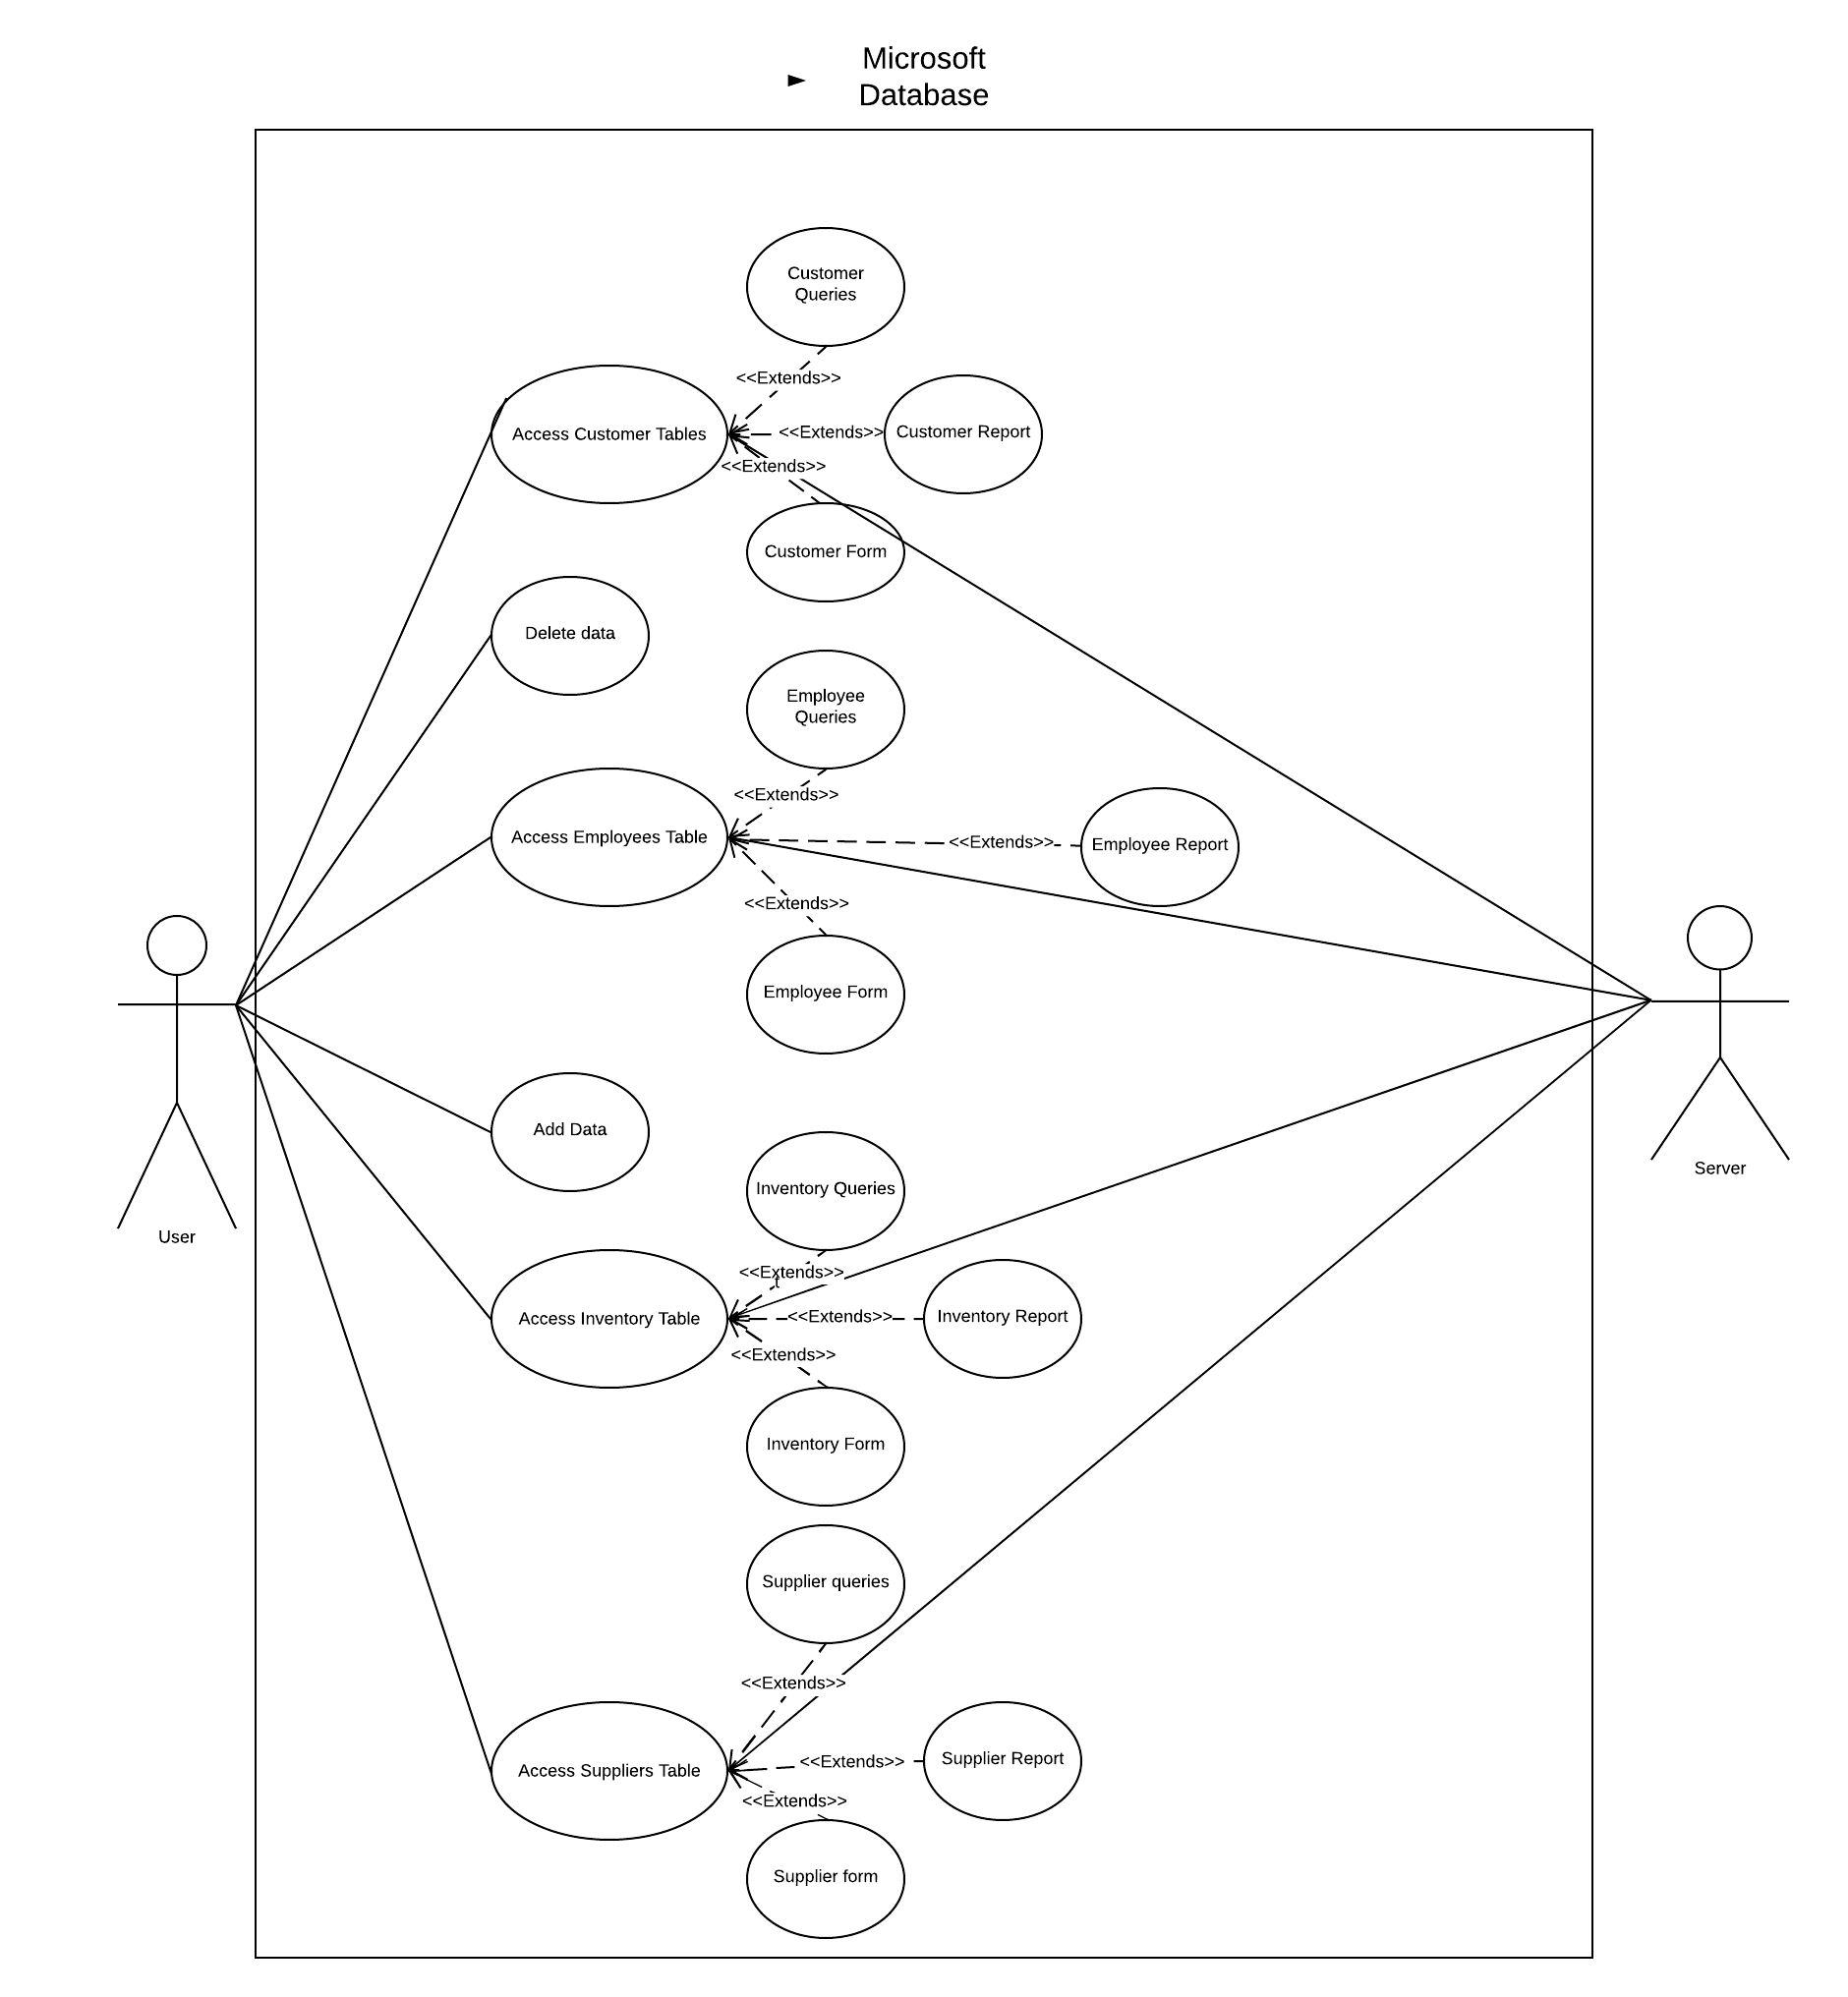 Microsoft
Database
Customer
Queries
<<Extends>>
Access Customer Tables
<<Extends>>
Customer Report
<<Extends>>
Customer Form
Delete data
Employee
Queries
<<Extends>>
Access Employees Table
<<Extends>>
Employee Report
<<Extends>>
Employee Form
Add Data
Server
Inventory Queries
User
<<Extends>>
t
Access Inventory Table
<<Extends>>
Inventory Report
<<Extends>>
Inventory Form
Supplier queries
<<Extends>>
Access Suppliers Table
<<Extends>>
Supplier Report
<<Extends>>
Supplier form